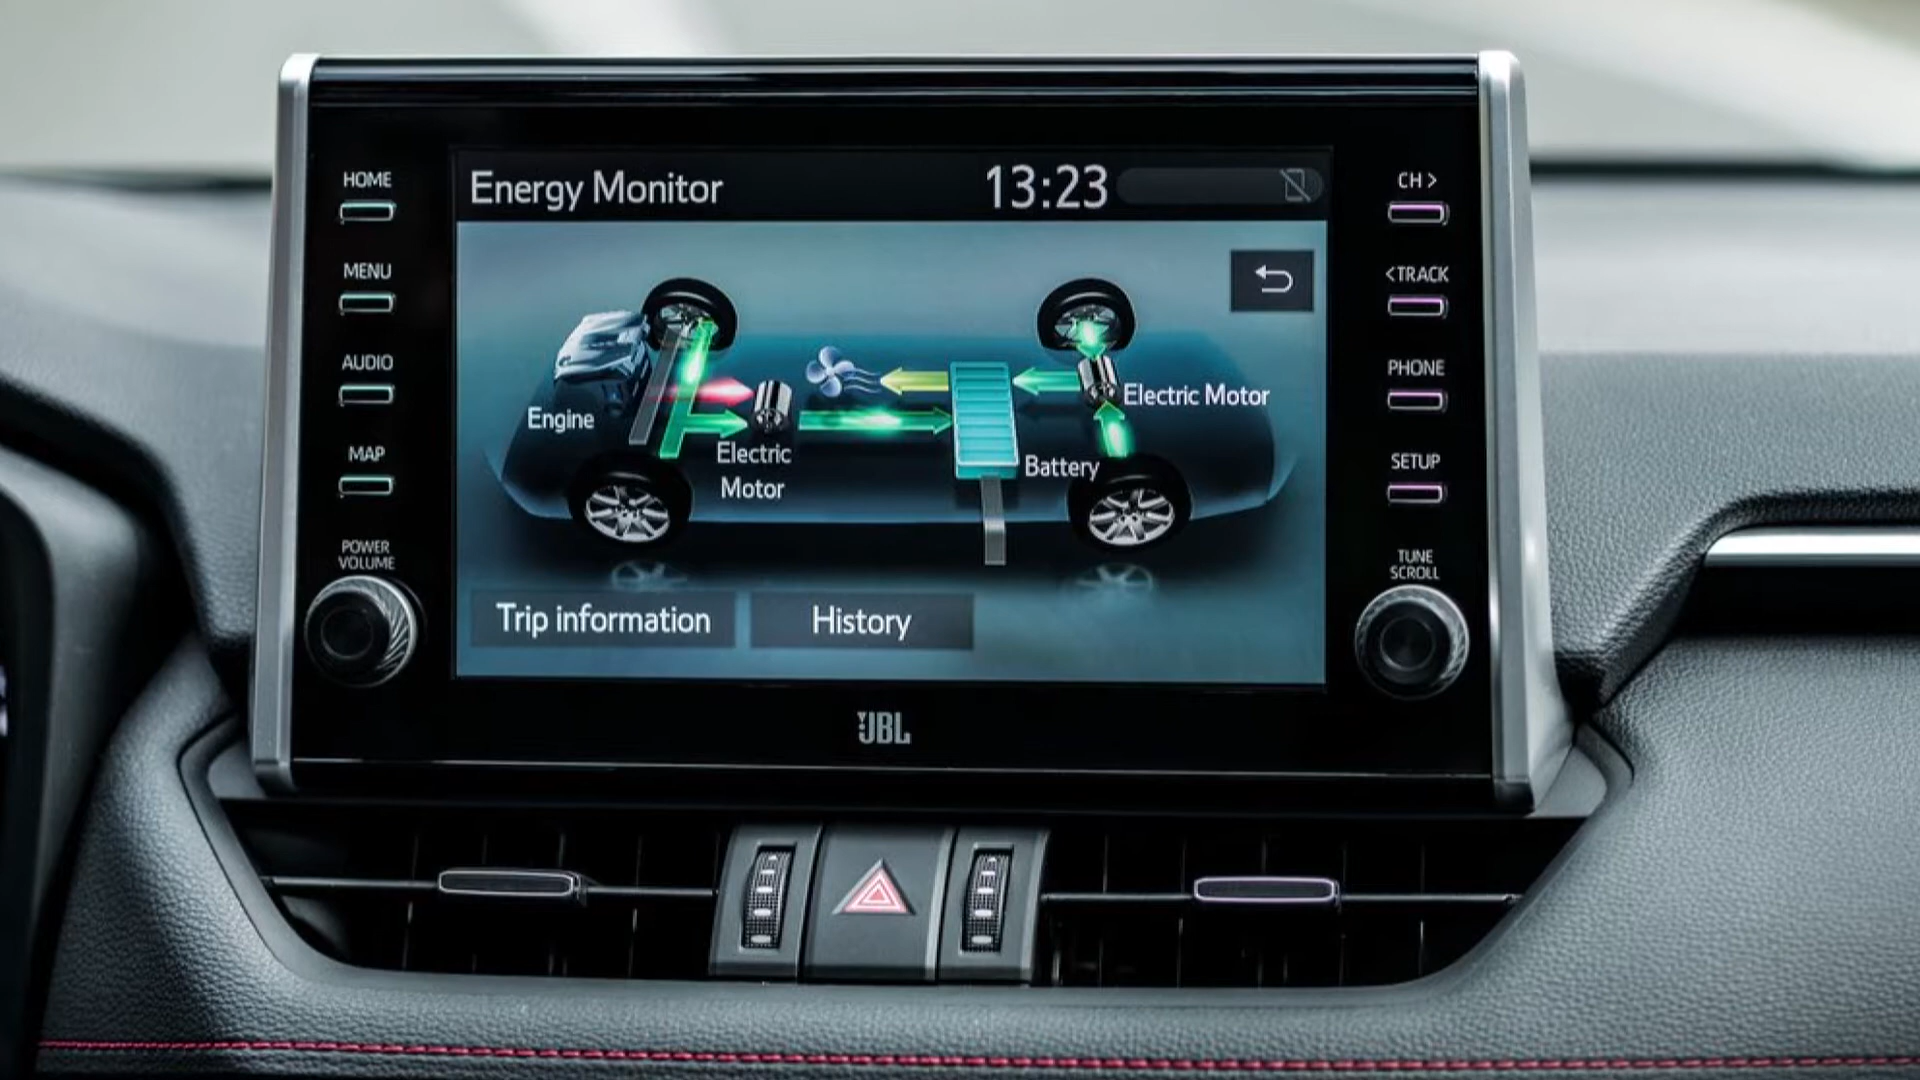 HOME
MENU
AUDIO
MAP
POWER
VOLUME
Energy Monitor
13:23
Engine
Electric
Motor
Battery
Electric Motor
Trip information
History
CH >
<TRACK
PHONE
SETUP
TUNE
SCROLL
JBL